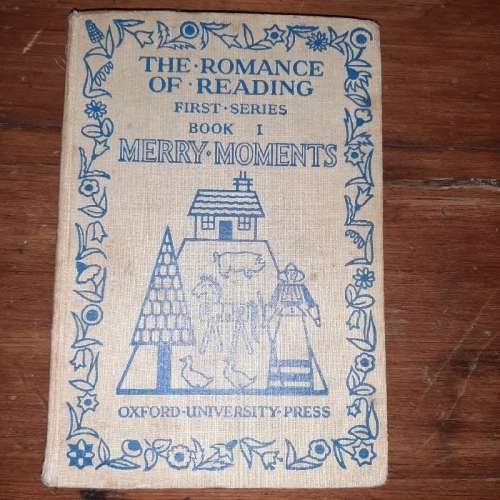 THE·ROMANCE
OF·READING
FIRST·SERIES
BOOK I
MERRY·MOMENTS
OXFORD·UNIVERSITY·PRESS